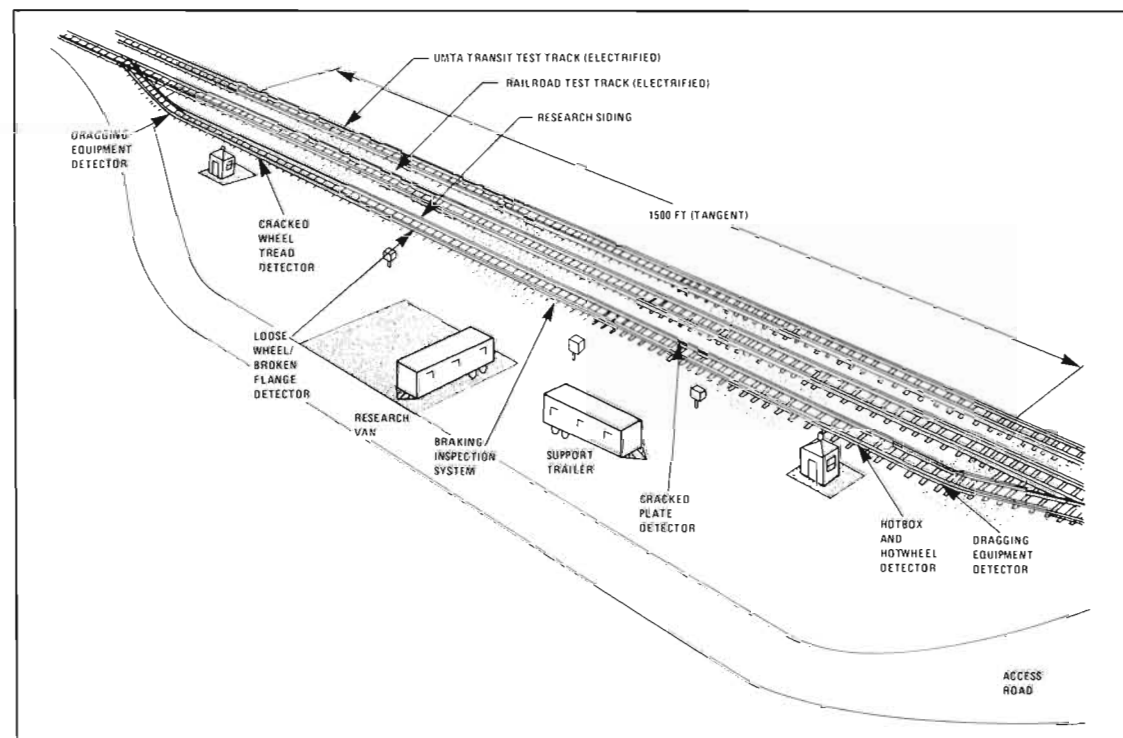 UMTA TRANSIT TEST TRACK (ELECTRIFIED)
RAILROAD TEST TRACK (ELECTRIFIED)
RESEARCH SIDING
1500 FT (TANGENT)
DRAGGING
EQUIPMENT
DETECTOR
CRACKED
WHEEL
TREAD
DETECTOR
LOOSE
WHEEL/
BROKEN
FLANGE
DETECTOR
RESEARCH
VAN
BRAKING
INSPECTION
SYSTEM
SUPPORT
TRAILER
CRACKED
PLATE
DETECTOR
HOTBOX
AND
HOTWHEEL
DETECTOR
DRAGGING
EQUIPMENT
DETECTOR
ACCESS
ROAD